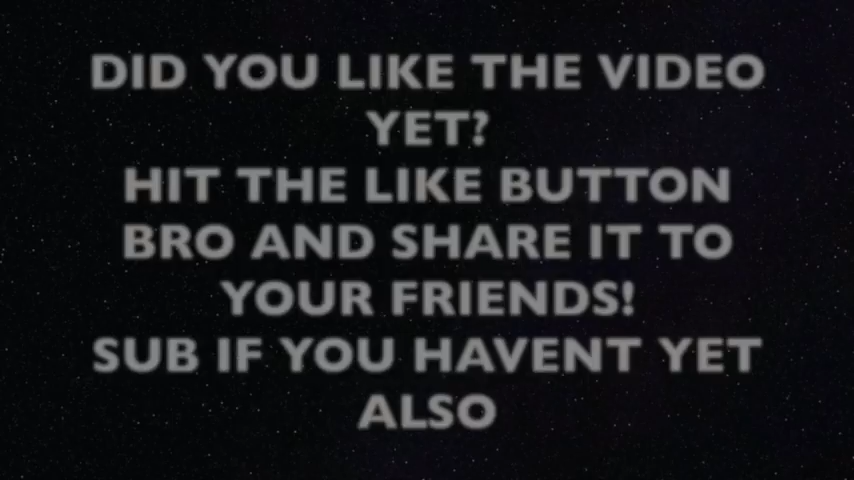 DID YOU LIKE THE VIDEO
YET?
HIT THE LIKE BUTTON
BRO AND SHARE IT TO
YOUR FRIENDS!
SUB IF YOU HAVENT YET
ALSO